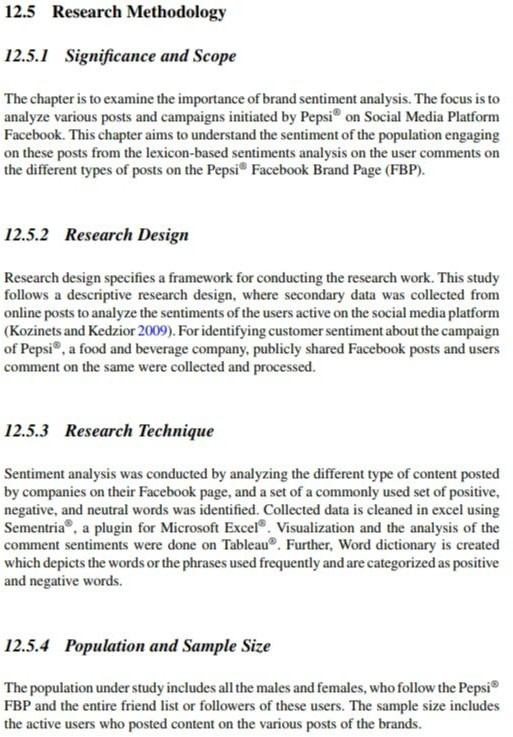 12.5 Research Methodology
12.5.1 Significance and Scope
The chapter is to examine the importance of brand sentiment analysis. The focus is to
analyze various posts and campaigns initiated by Pepsi® on Social Media Platform
Facebook. This chapter aims to understand the sentiment of the population engaging
on these posts from the lexicon-based sentiments analysis on the user comments on
the different types of posts on the Pepsi® Facebook Brand Page (FBP).
12.5.2 Research Design
Research design specifies a framework for conducting the research work. This study
follows a descriptive research design, where secondary data was collected from
online posts to analyze the sentiments of the users active on the social media platform
(Kozinets and Kedzior 2009). For identifying customer sentiment about the campaign
of Pepsi®, a food and beverage company, publicly shared Facebook posts and users
comment on the same were collected and processed.
12.5.3 Research Technique
Sentiment analysis was conducted by analyzing the different type of content posted
by companies on their Facebook page, and a set of a commonly used set of positive,
negative, and neutral words was identified. Collected data is cleaned in excel using
Sementria®, a plugin for Microsoft Excel®. Visualization and the analysis of the
comment sentiments were done on Tableau®. Further, Word dictionary is created
which depicts the words or the phrases used frequently and are categorized as positive
and negative words.
12.5.4 Population and Sample Size
The population under study includes all the males and females, who follow the Pepsi®
FBP and the entire friend list or followers of these users. The sample size includes
the active users who posted content on the various posts of the brands.